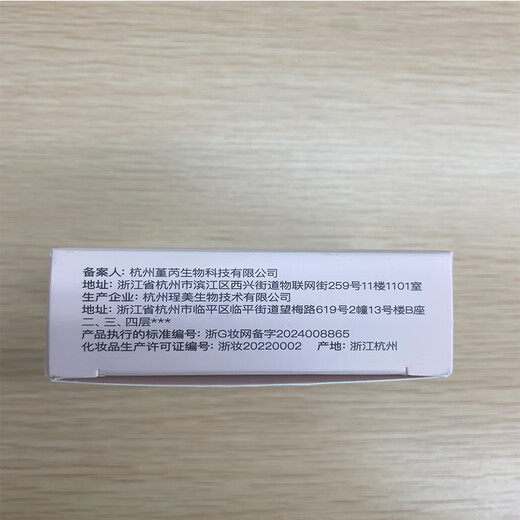 备案人：杭州堇芮生物科技有限公司
地址：浙江省杭州市滨江区西兴街道物联网街259号11楼1101室
生产企业：杭州珵美生物技术有限公司
地址：浙江省杭州市临平区临平街道望梅路619号2幢13号楼B座
二、三、四层***
产品执行的标准编号：浙G妆网备字2024008865
化妆品生产许可证编号：浙妆20220002 产地：浙江杭州